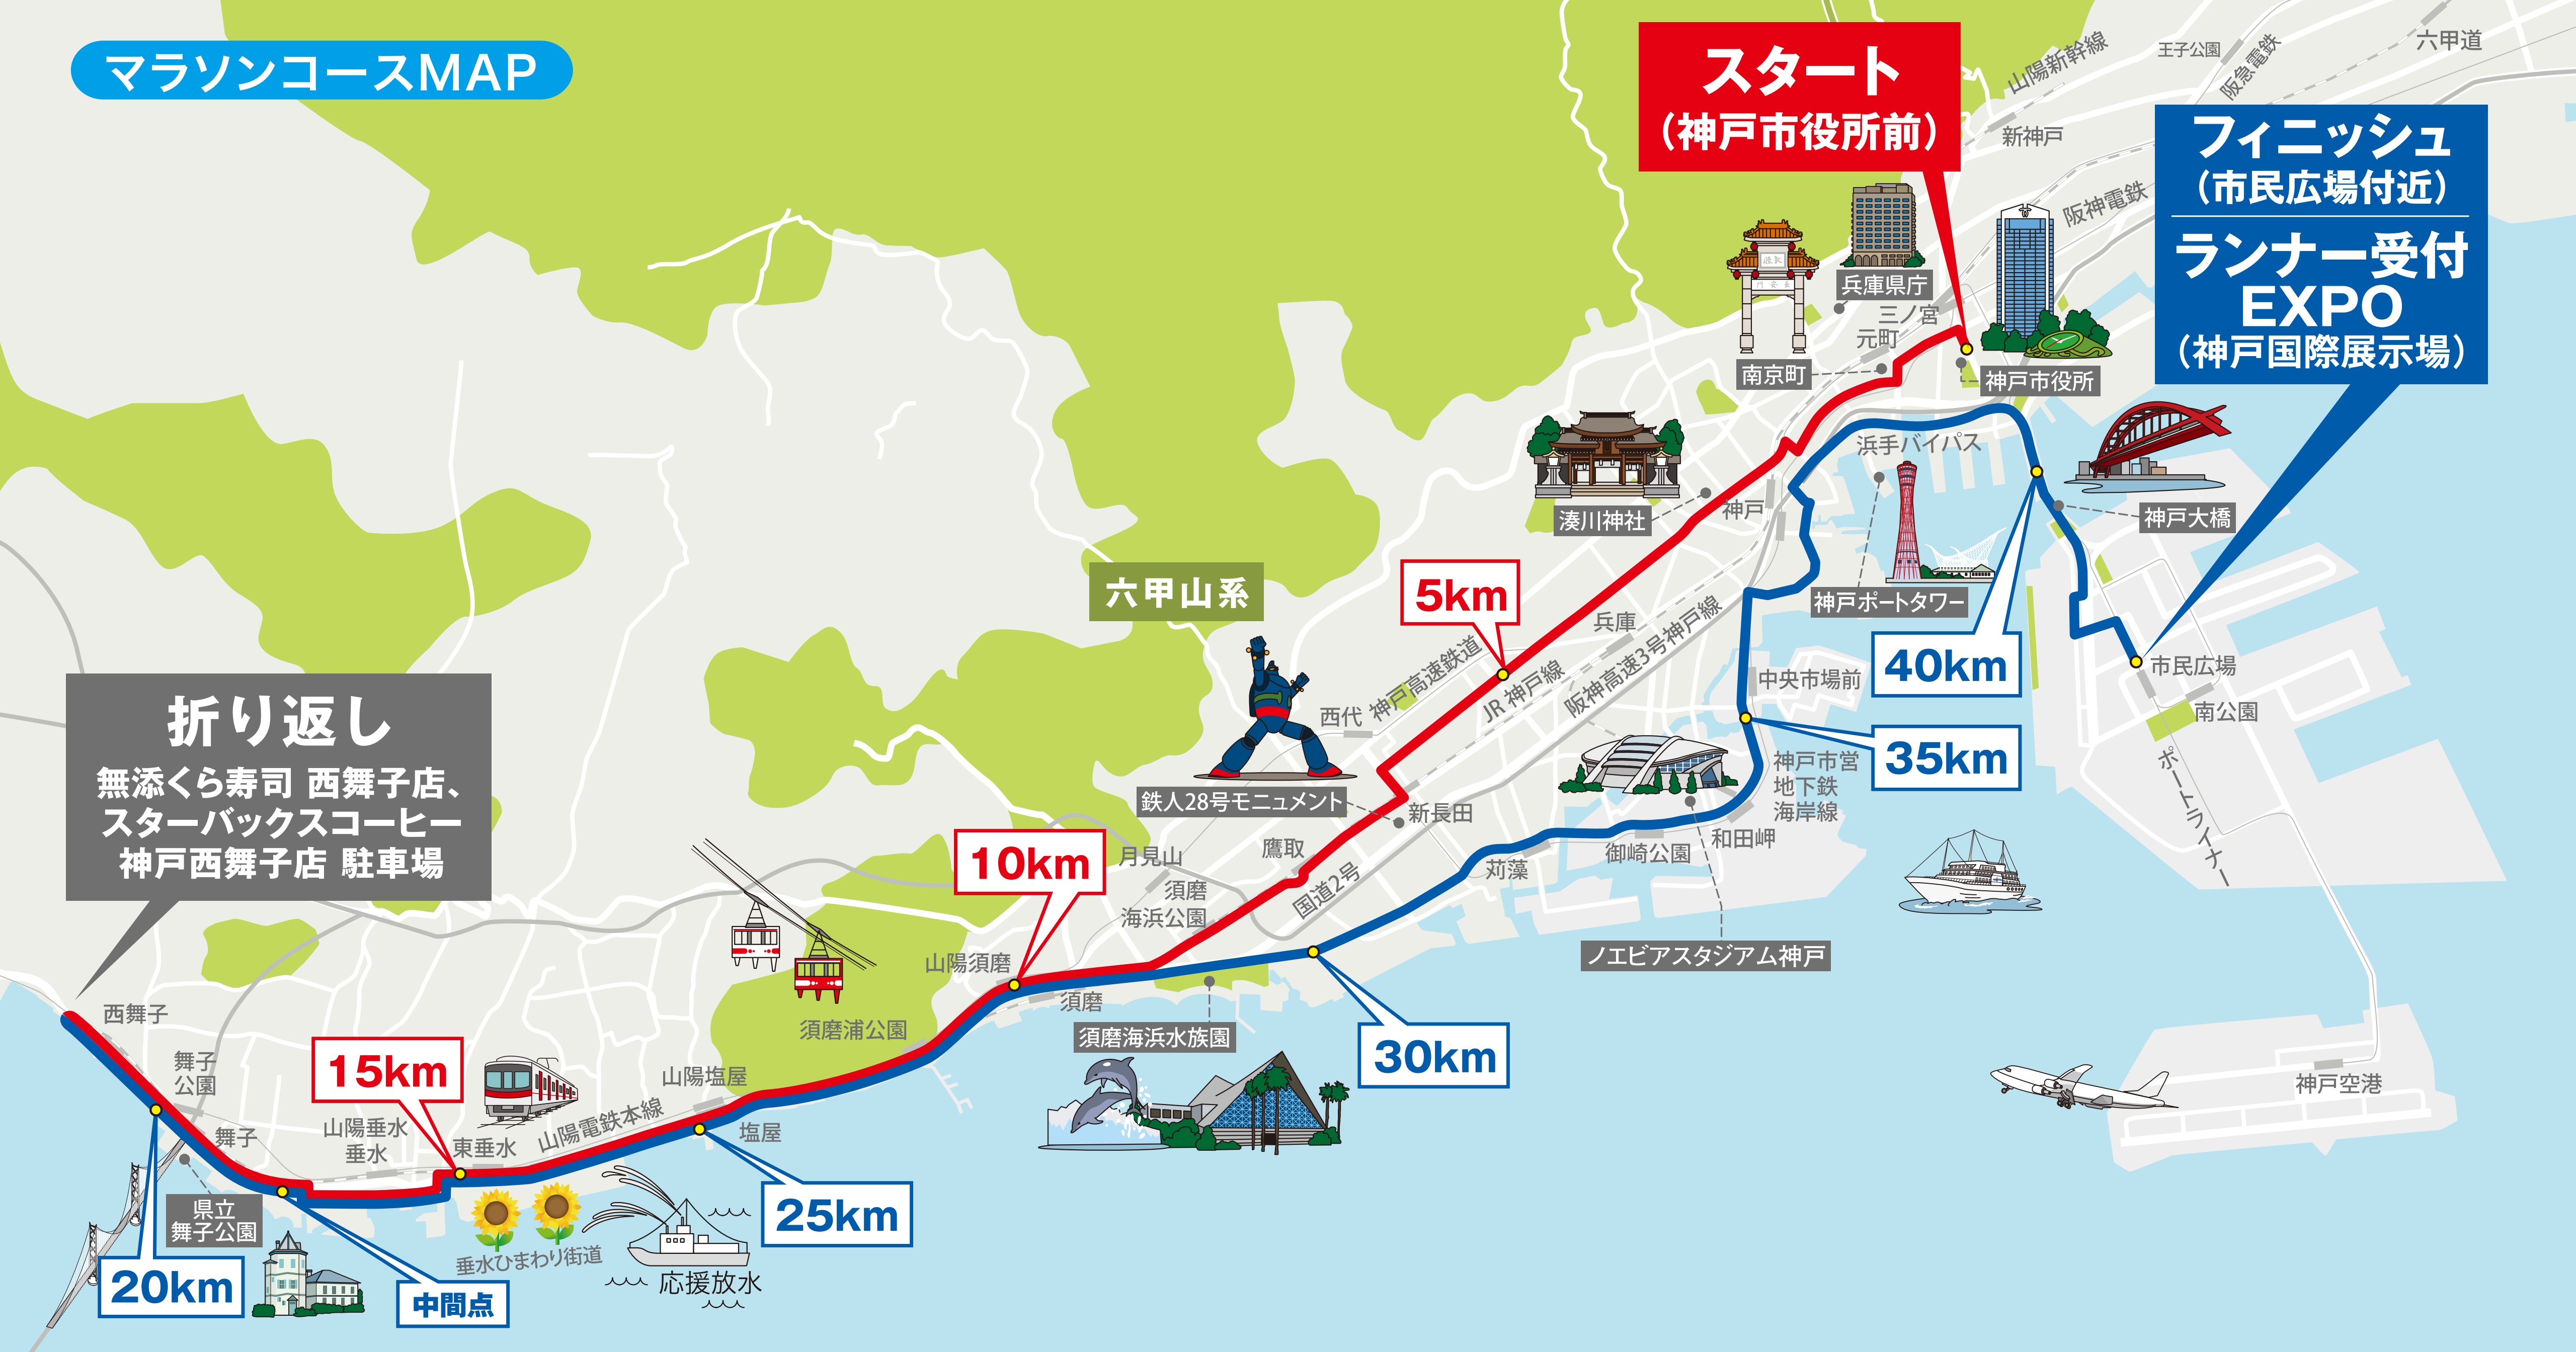 マラソンコースMAP
スタート
（神戸市役所前）
フィニッシュ
（市民広場付近）
ランナー受付
EXPO
（神戸国際展示場）
山陽新幹線
王子公園
阪急電鉄
六甲道
新神戸
阪神電鉄
兵庫県庁
三ノ宮
元町
南京町
神戸市役所
浜手バイパス
神戸大橋
湊川神社
神戸
神戸ポートタワー
六甲山系
5km
兵庫
40km
市民広場
中央市場前
南公園
西代
神戸高速鉄道
JR 神戸線
阪神高速3号神戸線
35km
神戸市営
地下鉄
海岸線
ポートライナー
折り返し
無添くら寿司 西舞子店、
スターバックスコーヒー
神戸西舞子店 駐車場
鉄人28号モニュメント
新長田
和田岬
御崎公園
苅藻
10km
月見山
鷹取
須磨
海浜公園
国道2号
ノエビアスタジアム神戸
山陽須磨
須磨
須磨浦公園
須磨海浜水族園
30km
西舞子
舞子
公園
15km
山陽塩屋
神戸空港
舞子
山陽垂水
垂水
東垂水
山陽電鉄本線
塩屋
県立
舞子公園
25km
垂水ひまわり街道
応援放水
20km
中間点